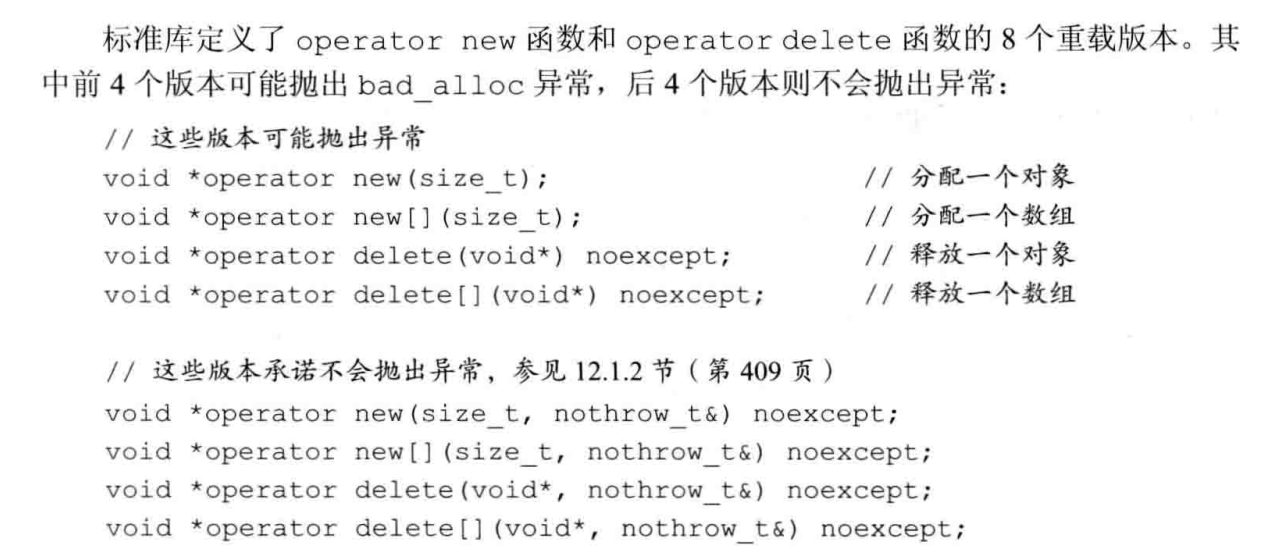 标准库定义了 operator new 函数和 operator delete 函数的 8 个重载版本。其
中前 4 个版本可能抛出 bad_alloc 异常，后 4 个版本则不会抛出异常：
// 这些版本可能抛出异常
void *operator new(size_t); // 分配一个对象
void *operator new[](size_t); // 分配一个数组
void *operator delete(void*) noexcept; // 释放一个对象
void *operator delete[](void*) noexcept; // 释放一个数组
// 这些版本承诺不会抛出异常，参见 12.1.2 节（第 409 页）
void *operator new(size_t, nothrow_t&) noexcept;
void *operator new[](size_t, nothrow_t&) noexcept;
void *operator delete(void*, nothrow_t&) noexcept;
void *operator delete[](void*, nothrow_t&) noexcept;